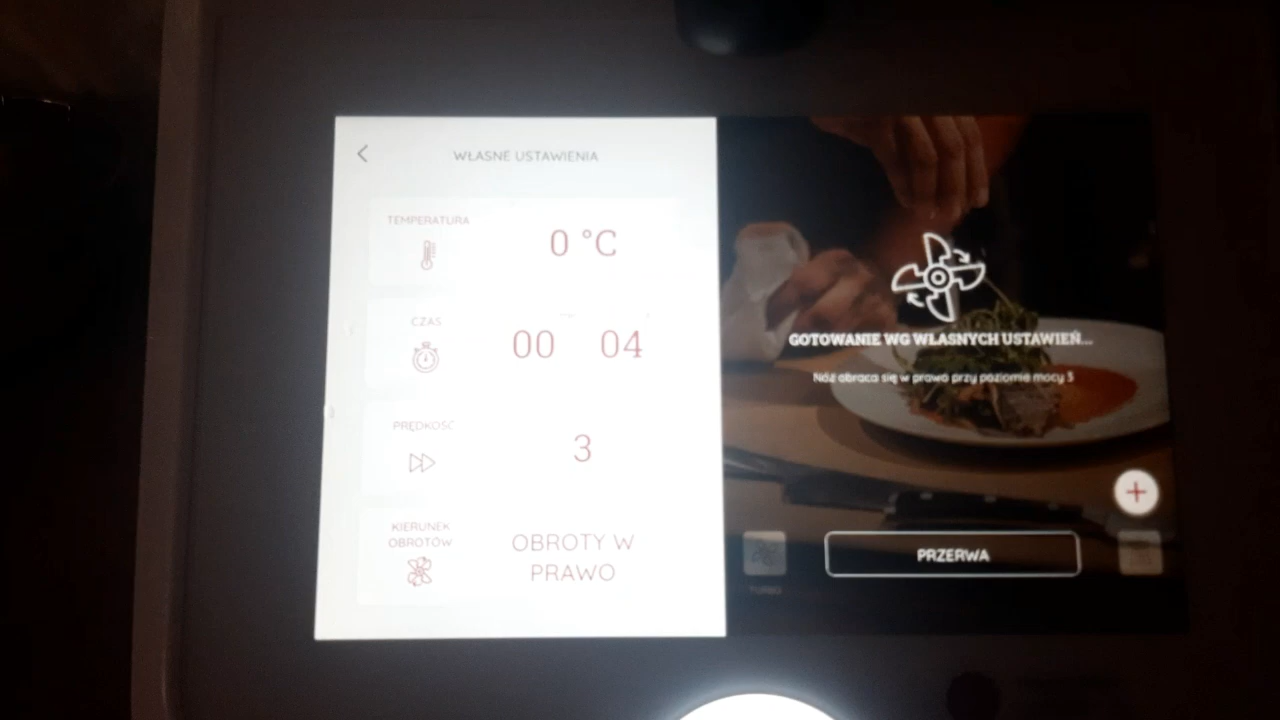 WŁASNE USTAWIENIA
TEMPERATURA
0 °C
CZAS
00 04
PRĘDKOŚĆ
3
KIERUNEK
OBROTÓW
OBROTY W
PRAWO
GOTOWANIE WG WŁASNYCH USTAWIEŃ...
Nóż obraca się w prawo przy poziomie mocy 3
TURBO
PRZERWA